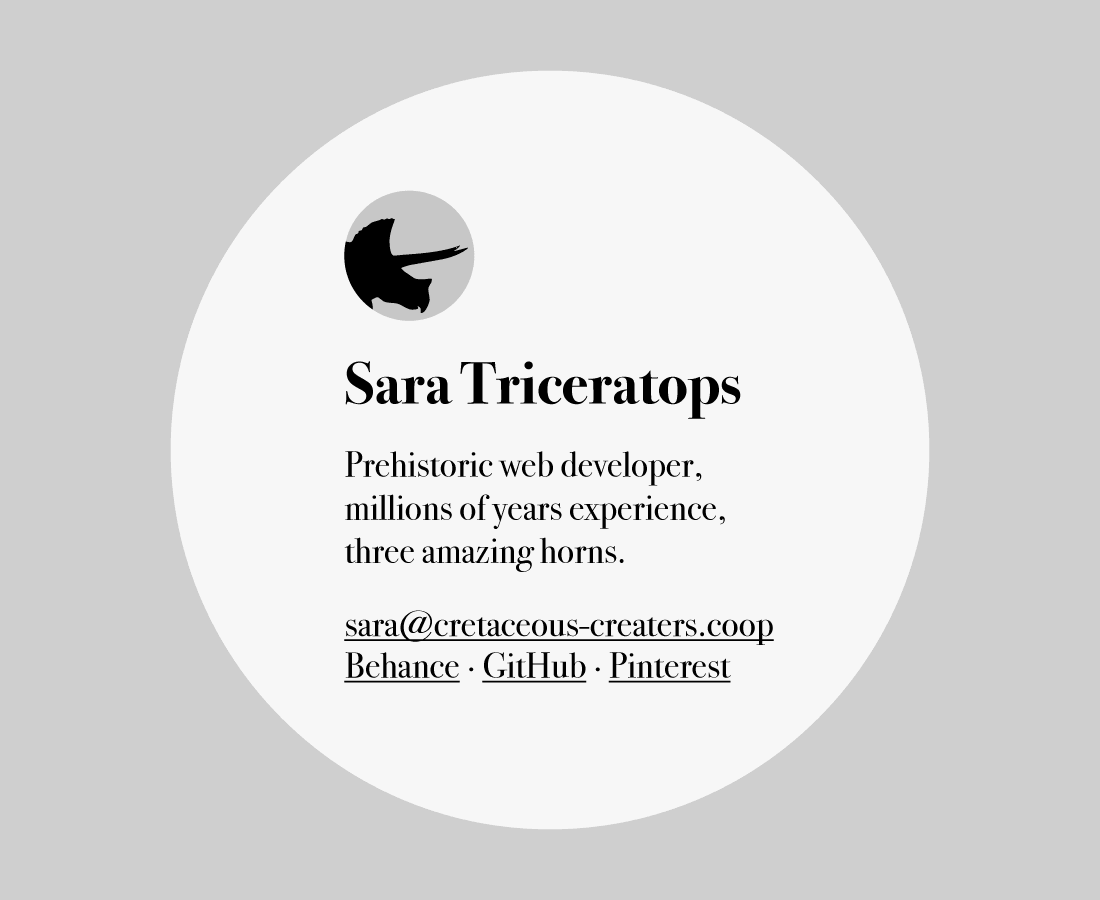 Sara Triceratops
Prehistoric web developer,
millions of years experience,
three amazing horns.
sara@cretaceous-creaters.coop
Behance · GitHub · Pinterest